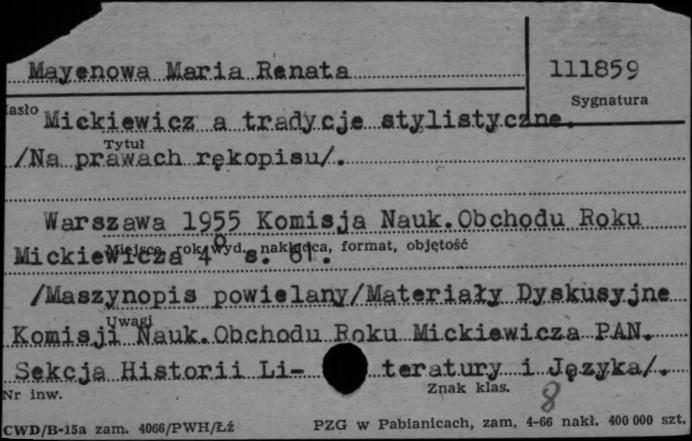 Mayenowa Maria Renata
111859
Sygnatura
asło
Mickiewicz a tradycje stylistyczne.
Tytuł
/Na prawach rękopisu/.
Warszawa 1955 Komisja Nauk.Obchodu Roku
Miejsce, rok wyd., nakładca, format, objętość
Mickiewicza 4° s. 61.
/Maszynopis powielany/Materiały Dyskusyjne
Uwagi
Komisji Nauk.Obchodu Roku Mickiewicza PAN.
Sekcja Historii Li- teratury i Języka/.
Nr inw.
Znak klas.
8
CWD/B-15a zam. 4066/PWH/Łź
PZG w Pabianicach, zam. 4-66 nakł. 400 000 szt.